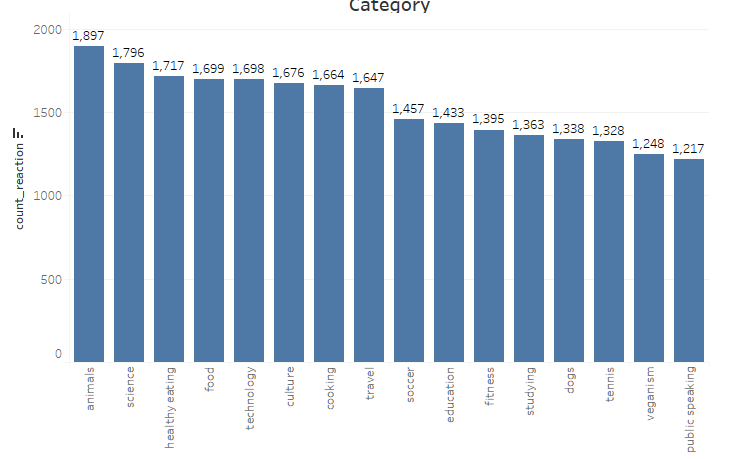 Category
2000
1500
1000
500
0
count_reaction
1,897
1,796
1,717
1,699
1,698
1,676
1,664
1,647
1,457
1,433
1,395
1,363
1,338
1,328
1,248
1,217
animals
science
healthy eating
food
technology
culture
cooking
travel
soccer
education
fitness
studying
dogs
tennis
veganism
public speaking